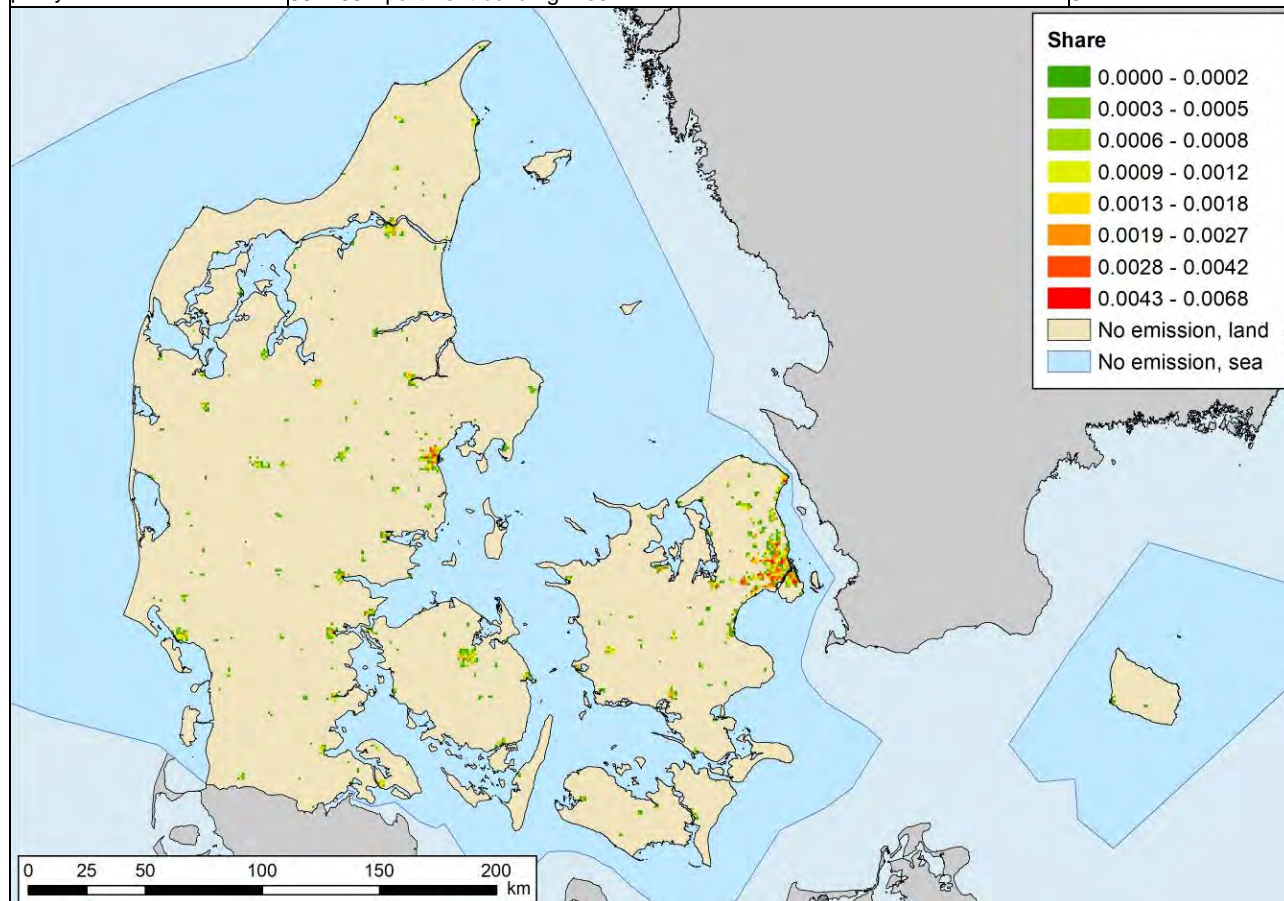 Share
0.0000 - 0.0002
0.0003 - 0.0005
0.0006 - 0.0008
0.0009 - 0.0012
0.0013 - 0.0018
0.0019 - 0.0027
0.0028 - 0.0042
0.0043 - 0.0068
No emission, land
No emission, sea
0 25 50 100 150 200
km